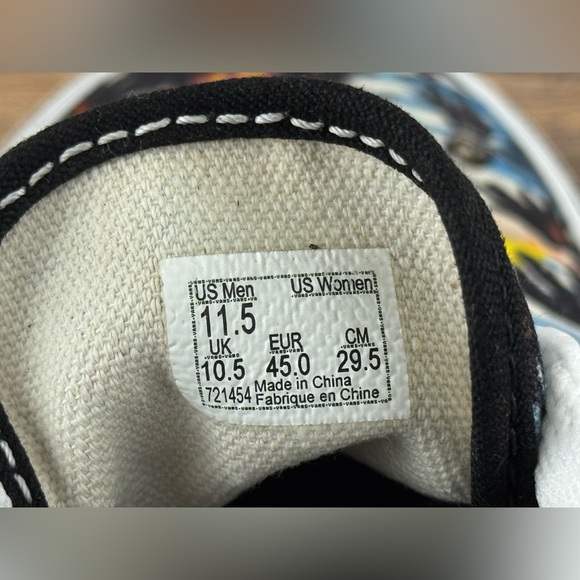 US Men US Women
11.5
UK EUR CM
10.5 45.0 29.5
721454 Made in China
Fabrique en Chine